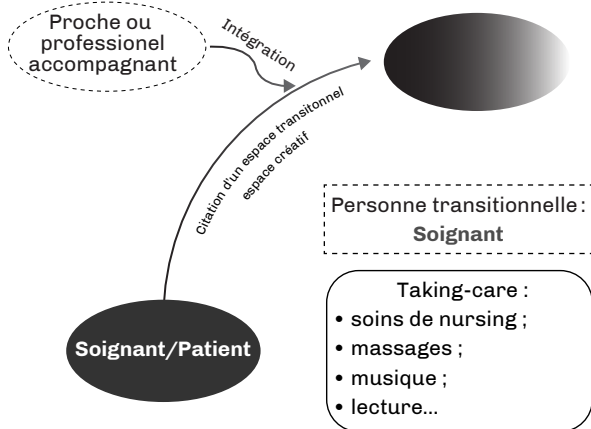 Proche ou
professionel
accompagnant
Intégration
Citation d'un espace transitonnel
espace créatif
Personne transitionnelle :
Soignant
Soignant/Patient
Taking-care :
• soins de nursing ;
• massages ;
• musique ;
• lecture...